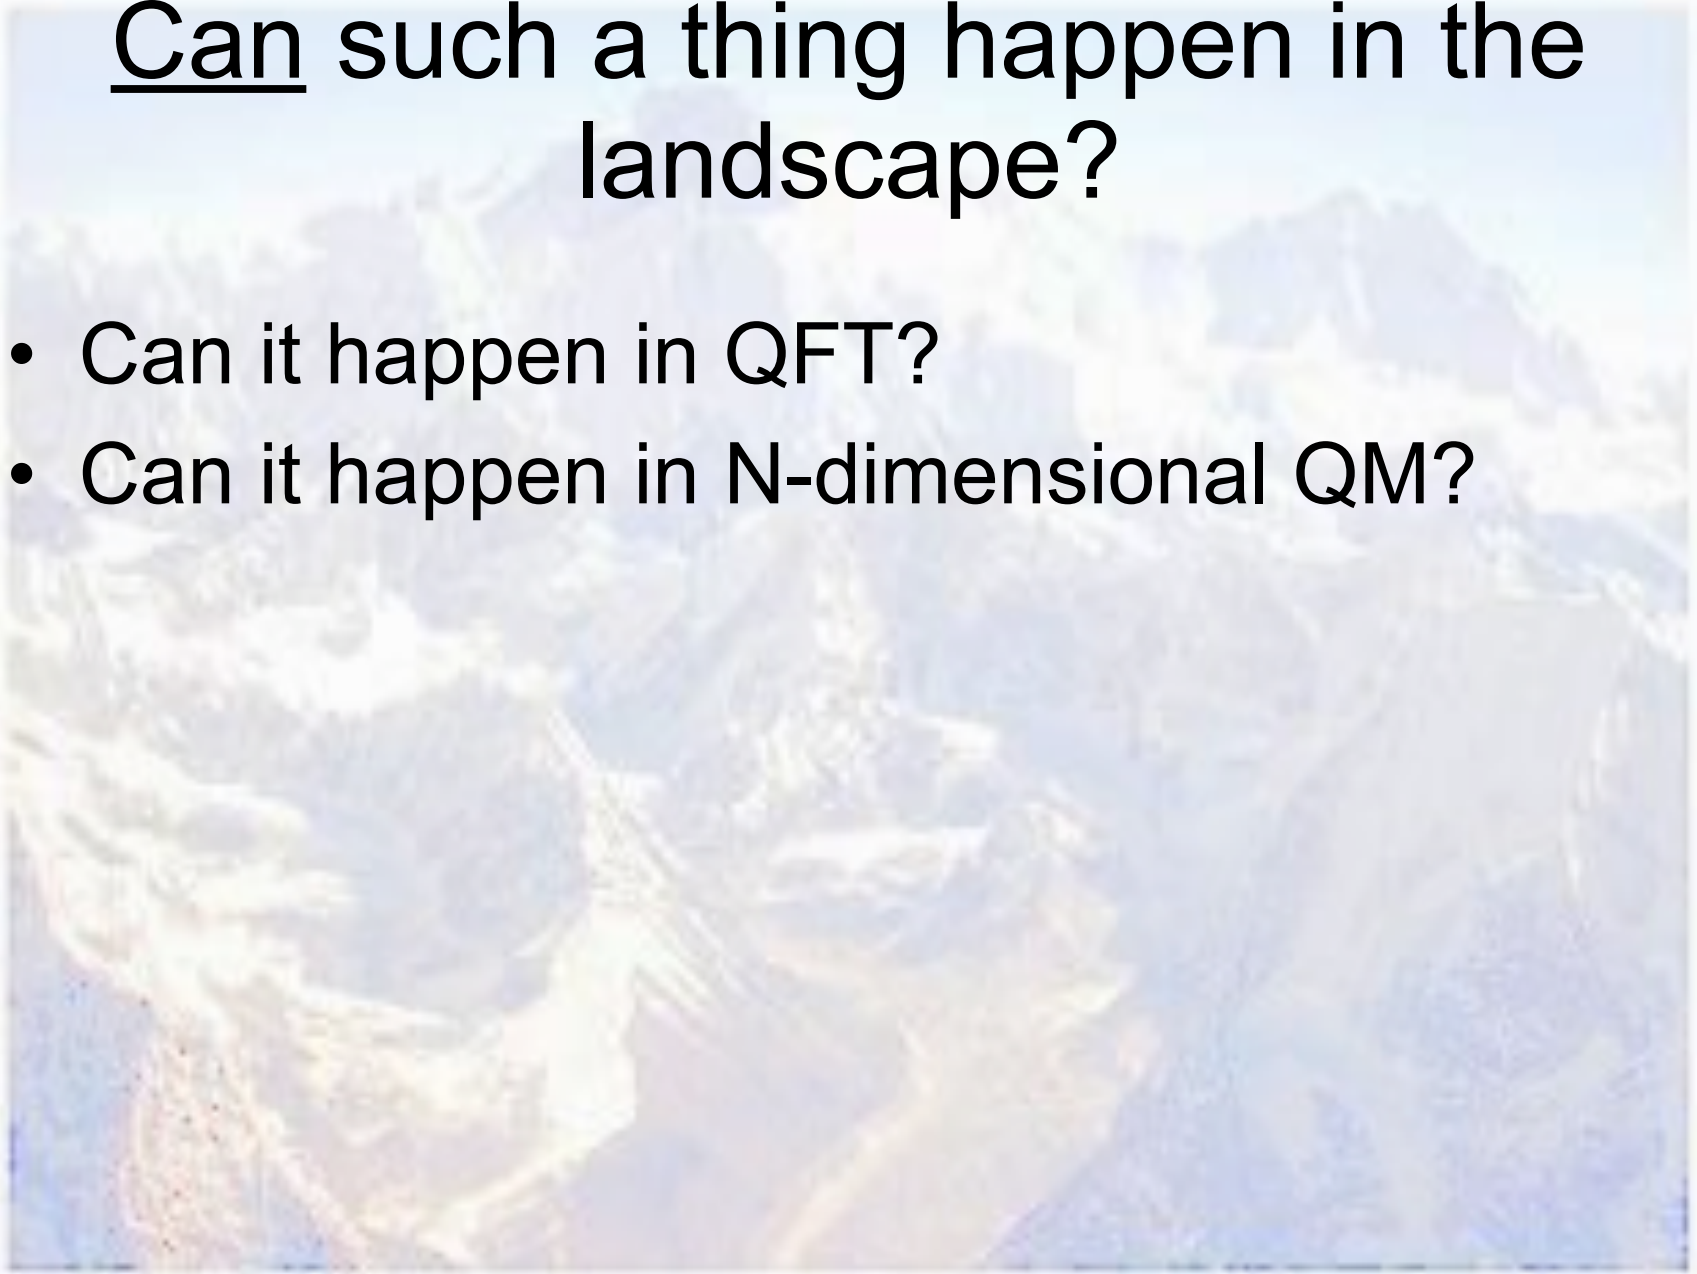 Can such a thing happen in the
landscape?
• Can it happen in QFT?
• Can it happen in N-dimensional QM?